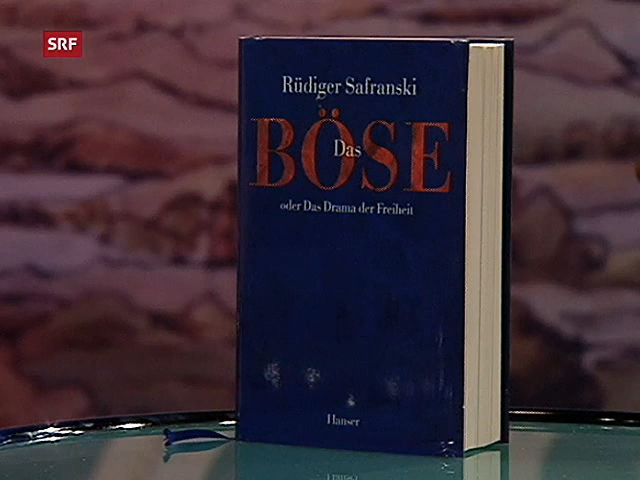 SRF
Rüdiger Safranski
Das
BÖSE
oder Das Drama der Freiheit
Hanser